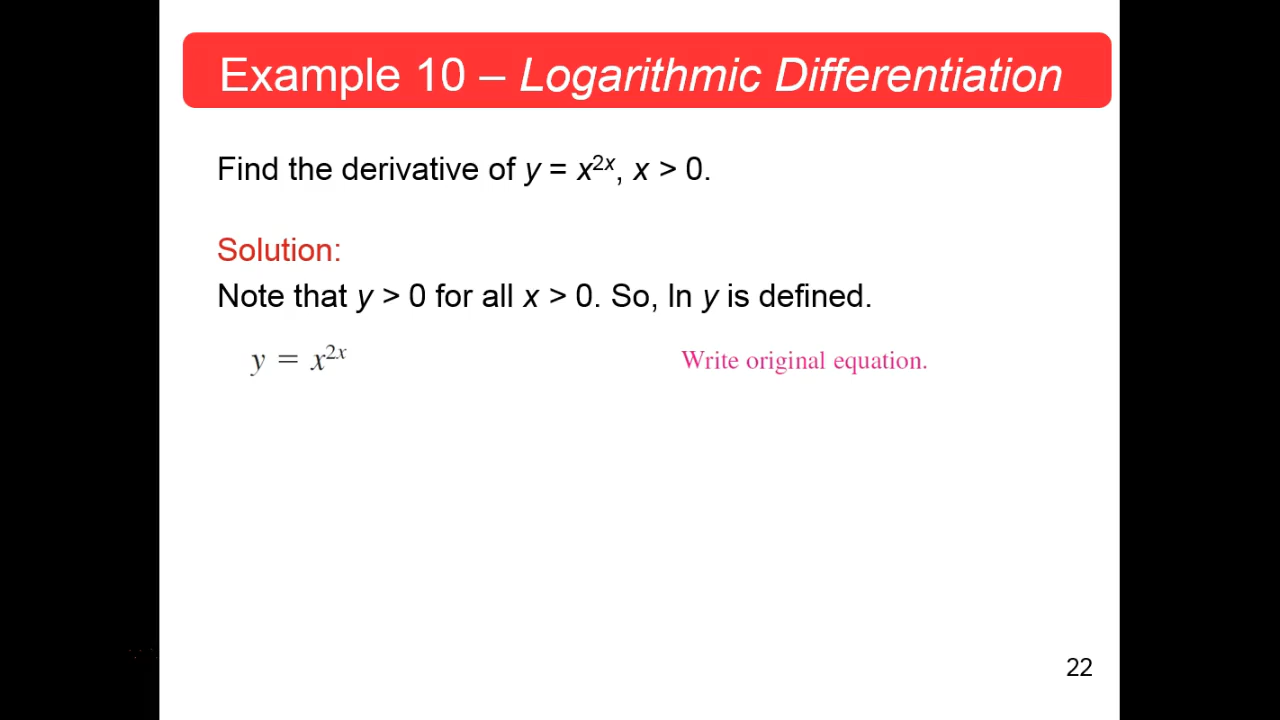 Example 10 – Logarithmic Differentiation
Find the derivative of y = x²ˣ, x > 0.
Solution:
Note that y > 0 for all x > 0. So, ln y is defined.
y = x²ˣ Write original equation.
22